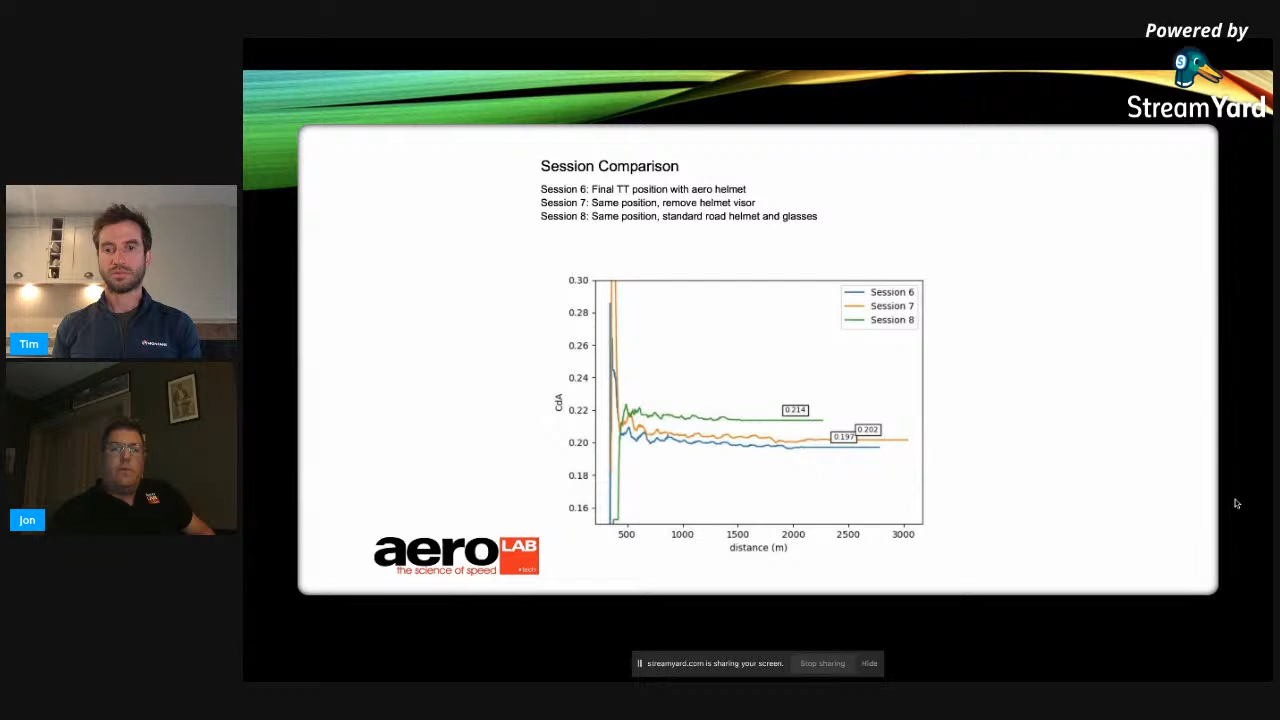 Powered by
StreamYard
Session Comparison
Session 6: Final TT position with aero helmet
Session 7: Same position, remove helmet visor
Session 8: Same position, standard road helmet and glasses
0.30
0.28
0.26
0.24
0.22
0.20
0.18
0.16
CdA
Session 6
Session 7
Session 8
0.214
0.202
0.197
500
1000
1500
2000
2500
3000
distance (m)
aero LAB
the science of speed
tech
Tim
Jon
streamyard.com is sharing your screen.
Stop sharing
Hide